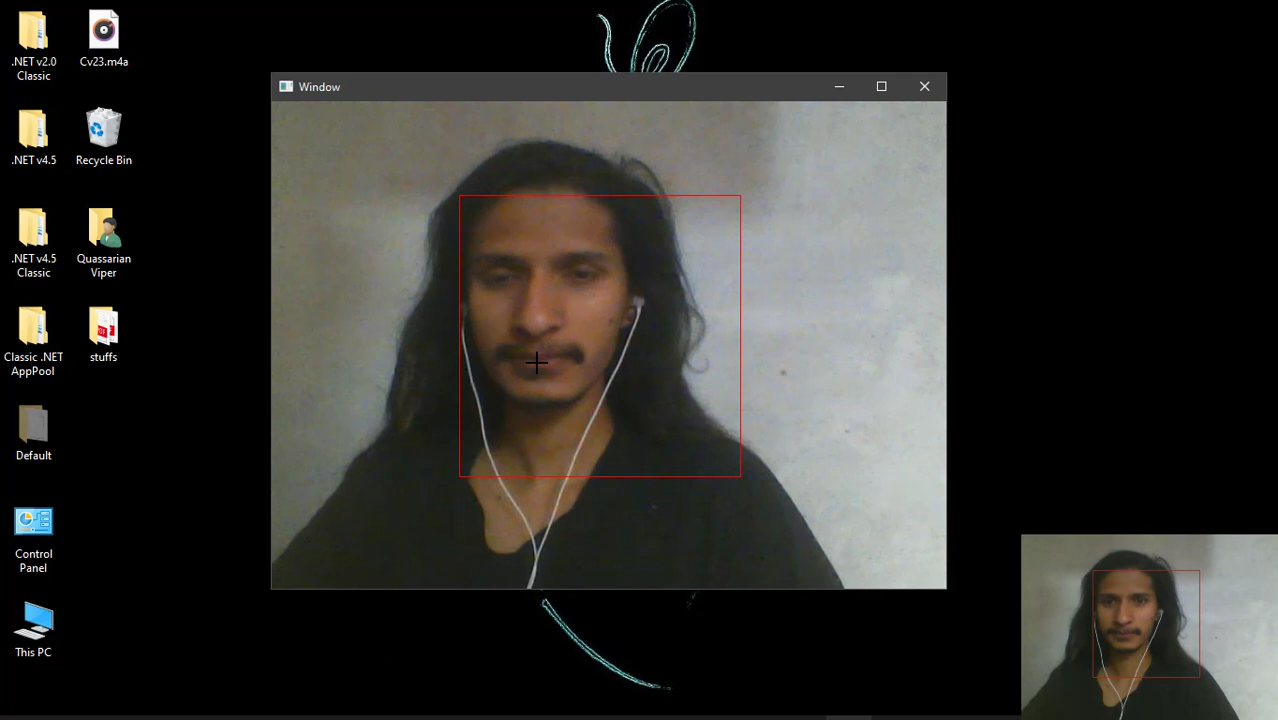 .NET v2.0
Classic
Cv23.m4a
Window
.NET v4.5
Recycle Bin
.NET v4.5
Classic
Quassarian
Viper
Classic .NET
AppPool
stuffs
PDF
Default
Control
Panel
This PC